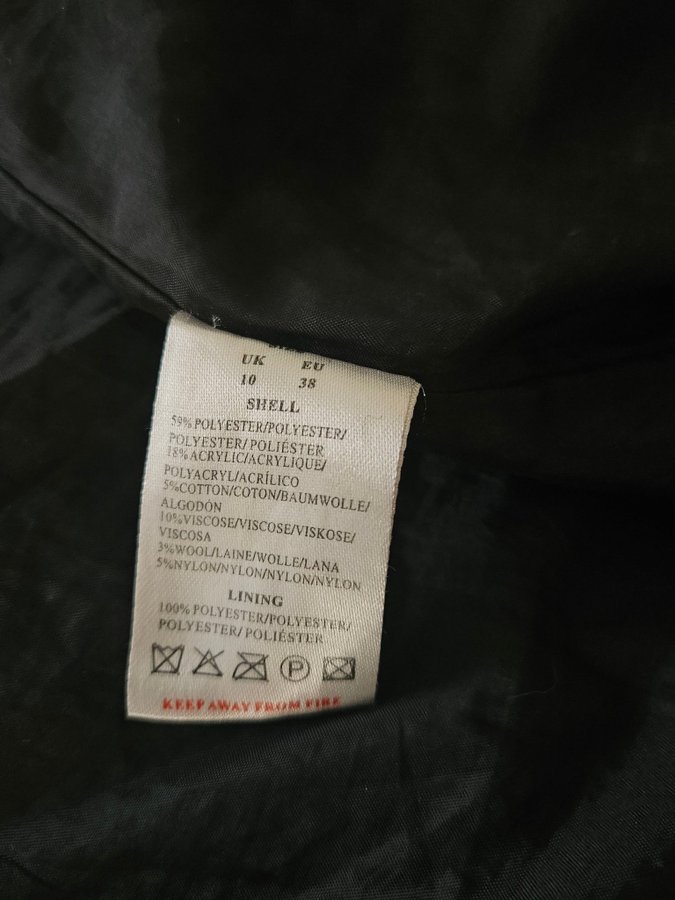 UK EU
10 38
SHELL
59% POLYESTER/POLYESTER/
POLYESTER/ POLIÉSTER
18% ACRYLIC/ACRYLIQUE/
POLYACRYL/ACRÍLICO
5%COTTON/COTON/BAUMWOLLE/
ALGODÓN
10%VISCOSE/VISCOSE/VISKOSE/
VISCOSA
3%WOOL/LAINE/WOLLE/LANA
5%NYLON/NYLON/NYLON/NYLON
LINING
100% POLYESTER/POLYESTER/
POLYESTER/ POLIÉSTER
P
KEEP AWAY FROM FIRE